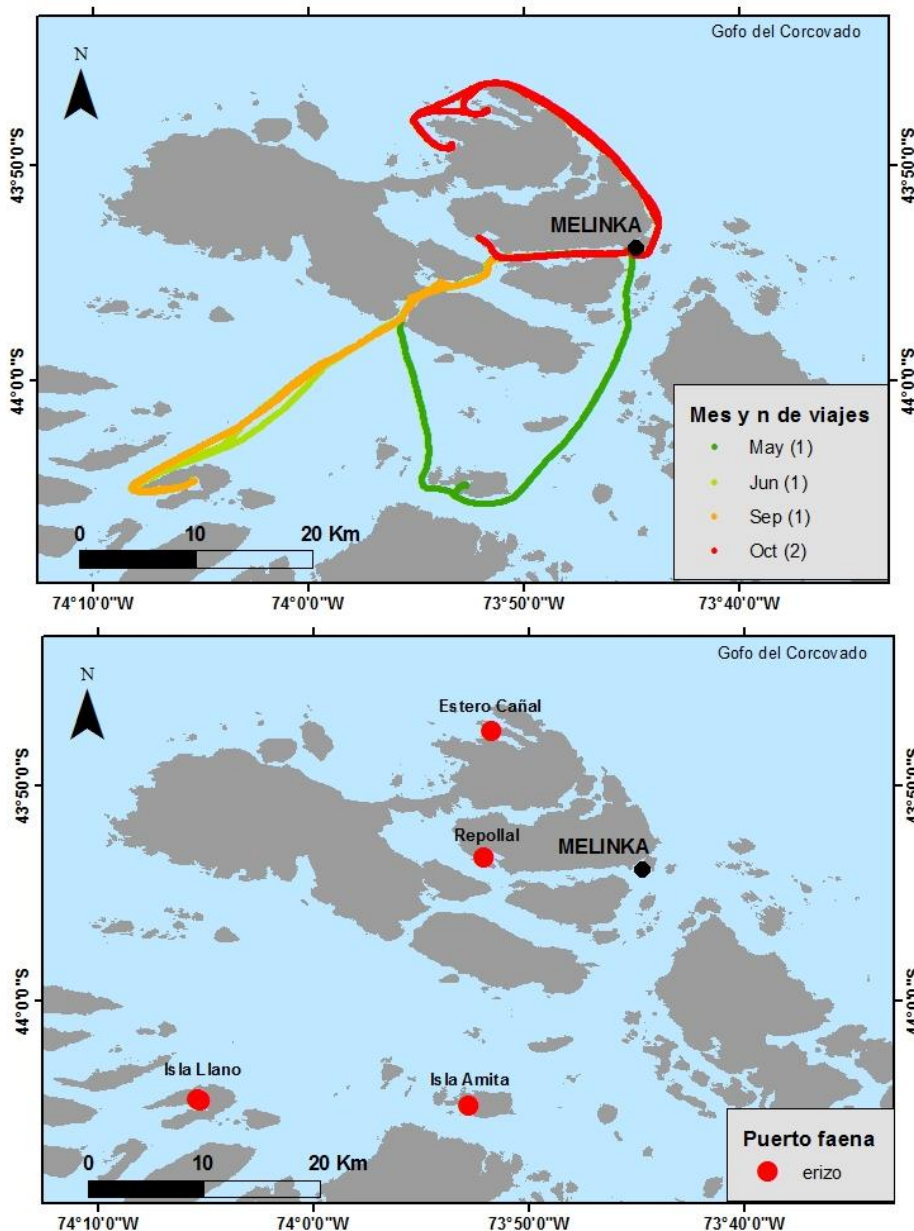 Gofo del Corcovado
N
43°50'0"S
MELINKA
44°0'0"S
Mes y n de viajes
May (1)
Jun (1)
Sep (1)
Oct (2)
0 10 20 Km
74°10'0"W 74°0'0"W 73°50'0"W 73°40'0"W
Gofo del Corcovado
N
Estero Cañal
43°50'0"S
Repollal
MELINKA
44°0'0"S
Isla Llano
Isla Amita
Puerto faena
erizo
0 10 20 Km
74°10'0"W 74°0'0"W 73°50'0"W 73°40'0"W